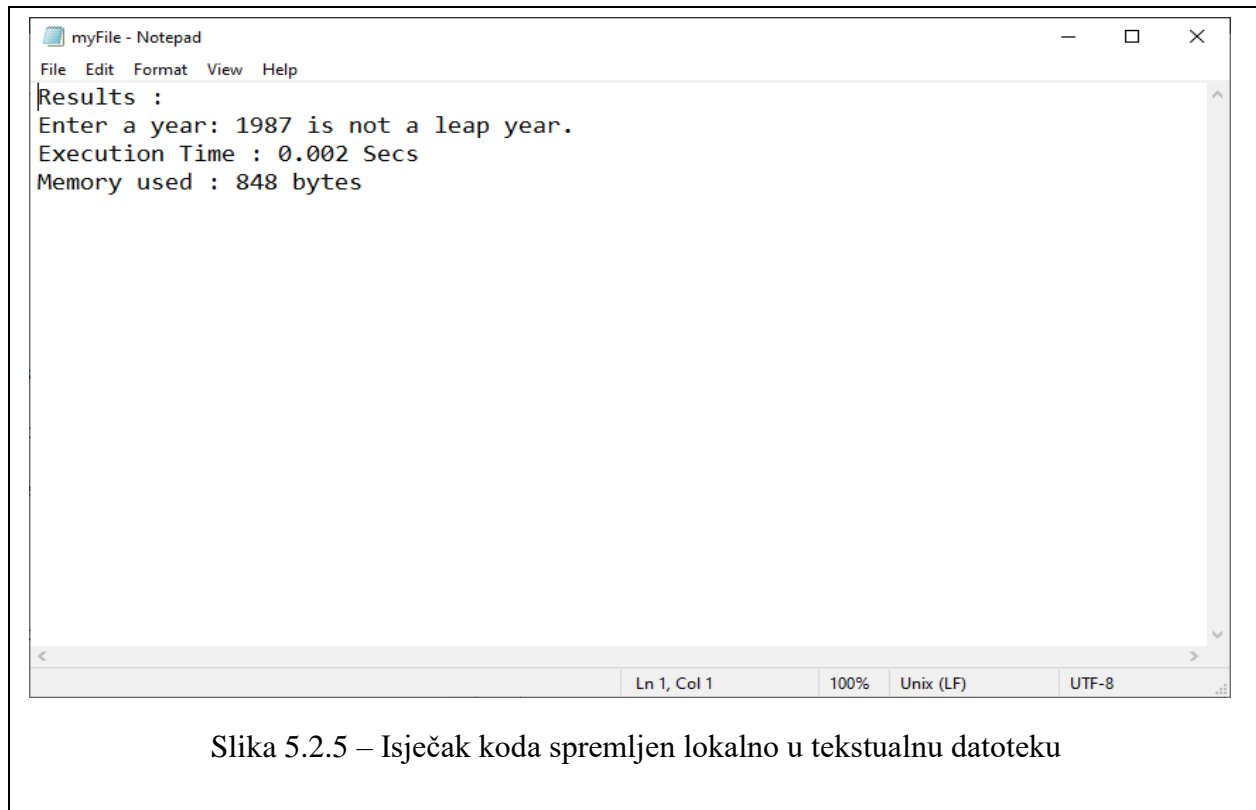 myFile - Notepad
File Edit Format View Help
Results :
Enter a year: 1987 is not a leap year.
Execution Time : 0.002 Secs
Memory used : 848 bytes
Ln 1, Col 1 100% Unix (LF) UTF-8
Slika 5.2.5 – Isječak koda spremljen lokalno u tekstualnu datoteku